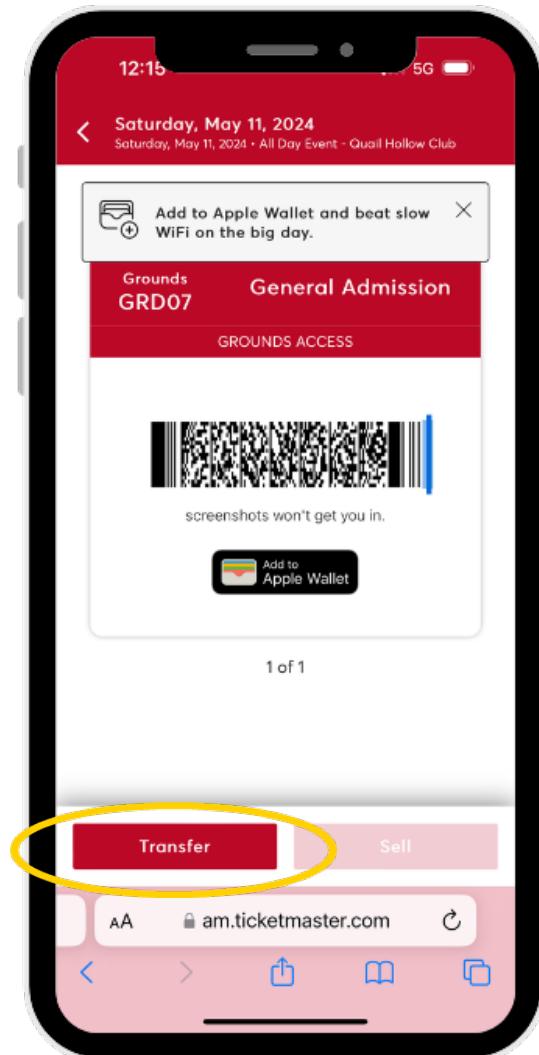 12:15
5G
Saturday, May 11, 2024
Saturday, May 11, 2024 • All Day Event - Quail Hollow Club
Add to Apple Wallet and beat slow
WiFi on the big day.
Grounds
GRD07
General Admission
GROUNDS ACCESS
screenshots won't get you in.
Add to
Apple Wallet
1 of 1
Transfer
Sell
AA
am.ticketmaster.com